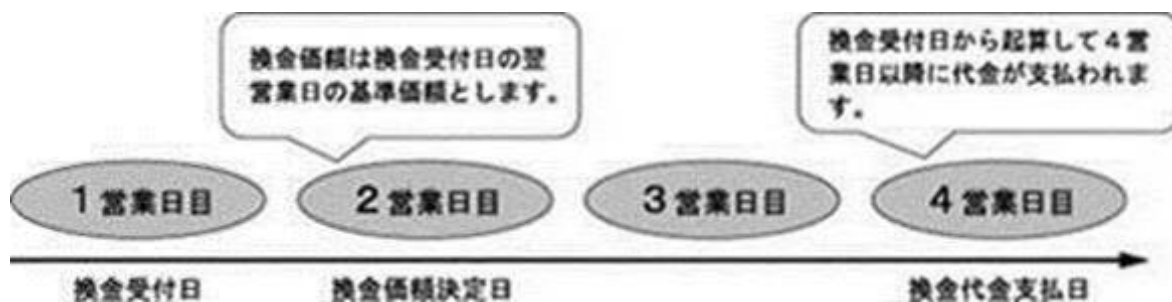 換金価額は換金受付日の翌
営業日の基準価額とします。
換金受付日から起算して4営
業日以降に代金が支払われま
す。
1営業日目
2営業日目
3営業日目
4営業日目
換金受付日
換金価額決定日
換金代金支払日